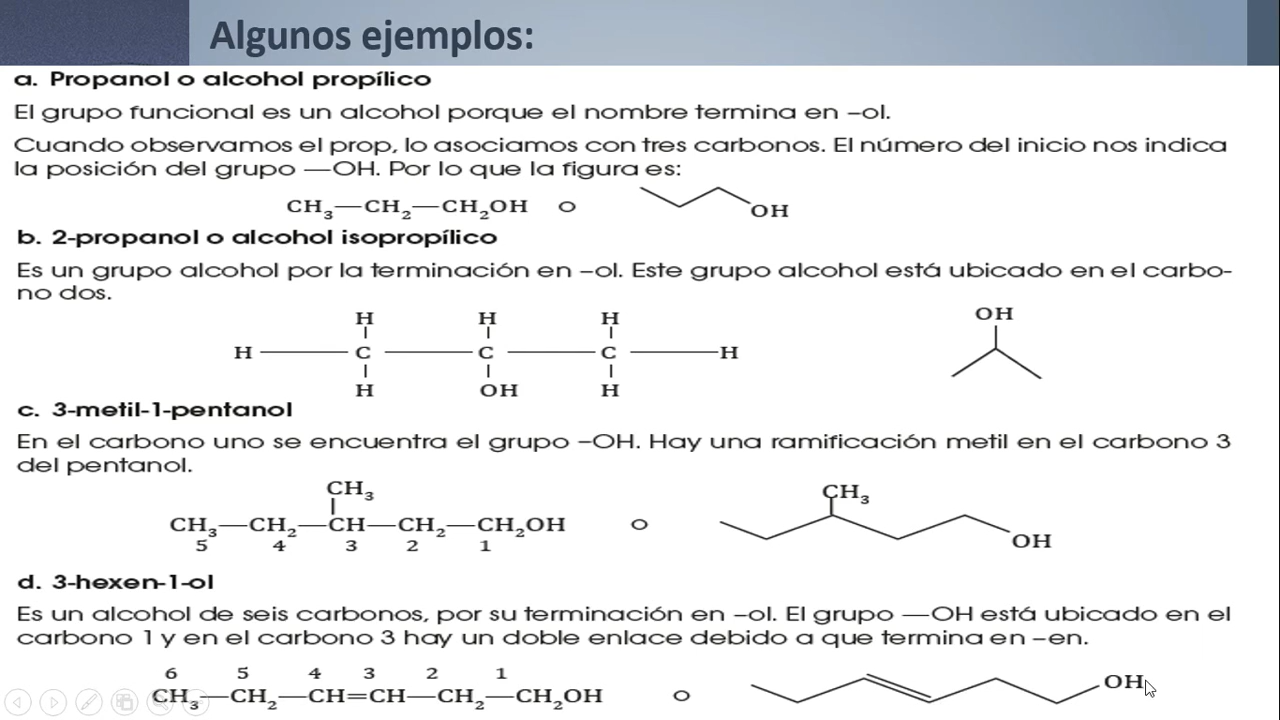 Algunos ejemplos:
a. Propanol o alcohol propílico
El grupo funcional es un alcohol porque el nombre termina en –ol.
Cuando observamos el prop, lo asociamos con tres carbonos. El número del inicio nos indica
la posición del grupo —OH. Por lo que la figura es:
CH₃—CH₂—CH₂OH o OH
b. 2-propanol o alcohol isopropílico
Es un grupo alcohol por la terminación en –ol. Este grupo alcohol está ubicado en el carbo-
no dos.
OH
H H H
H C C C H
H OH H
c. 3-metil-1-pentanol
En el carbono uno se encuentra el grupo –OH. Hay una ramificación metil en el carbono 3
del pentanol.
CH₃ CH₃
CH₃—CH₂—CH—CH₂—CH₂OH o OH
5 4 3 2 1
d. 3-hexen-1-ol
Es un alcohol de seis carbonos, por su terminación en –ol. El grupo —OH está ubicado en el
carbono 1 y en el carbono 3 hay un doble enlace debido a que termina en –en.
6 5 4 3 2 1
CH₃—CH₂—CH=CH—CH₂—CH₂OH o OH